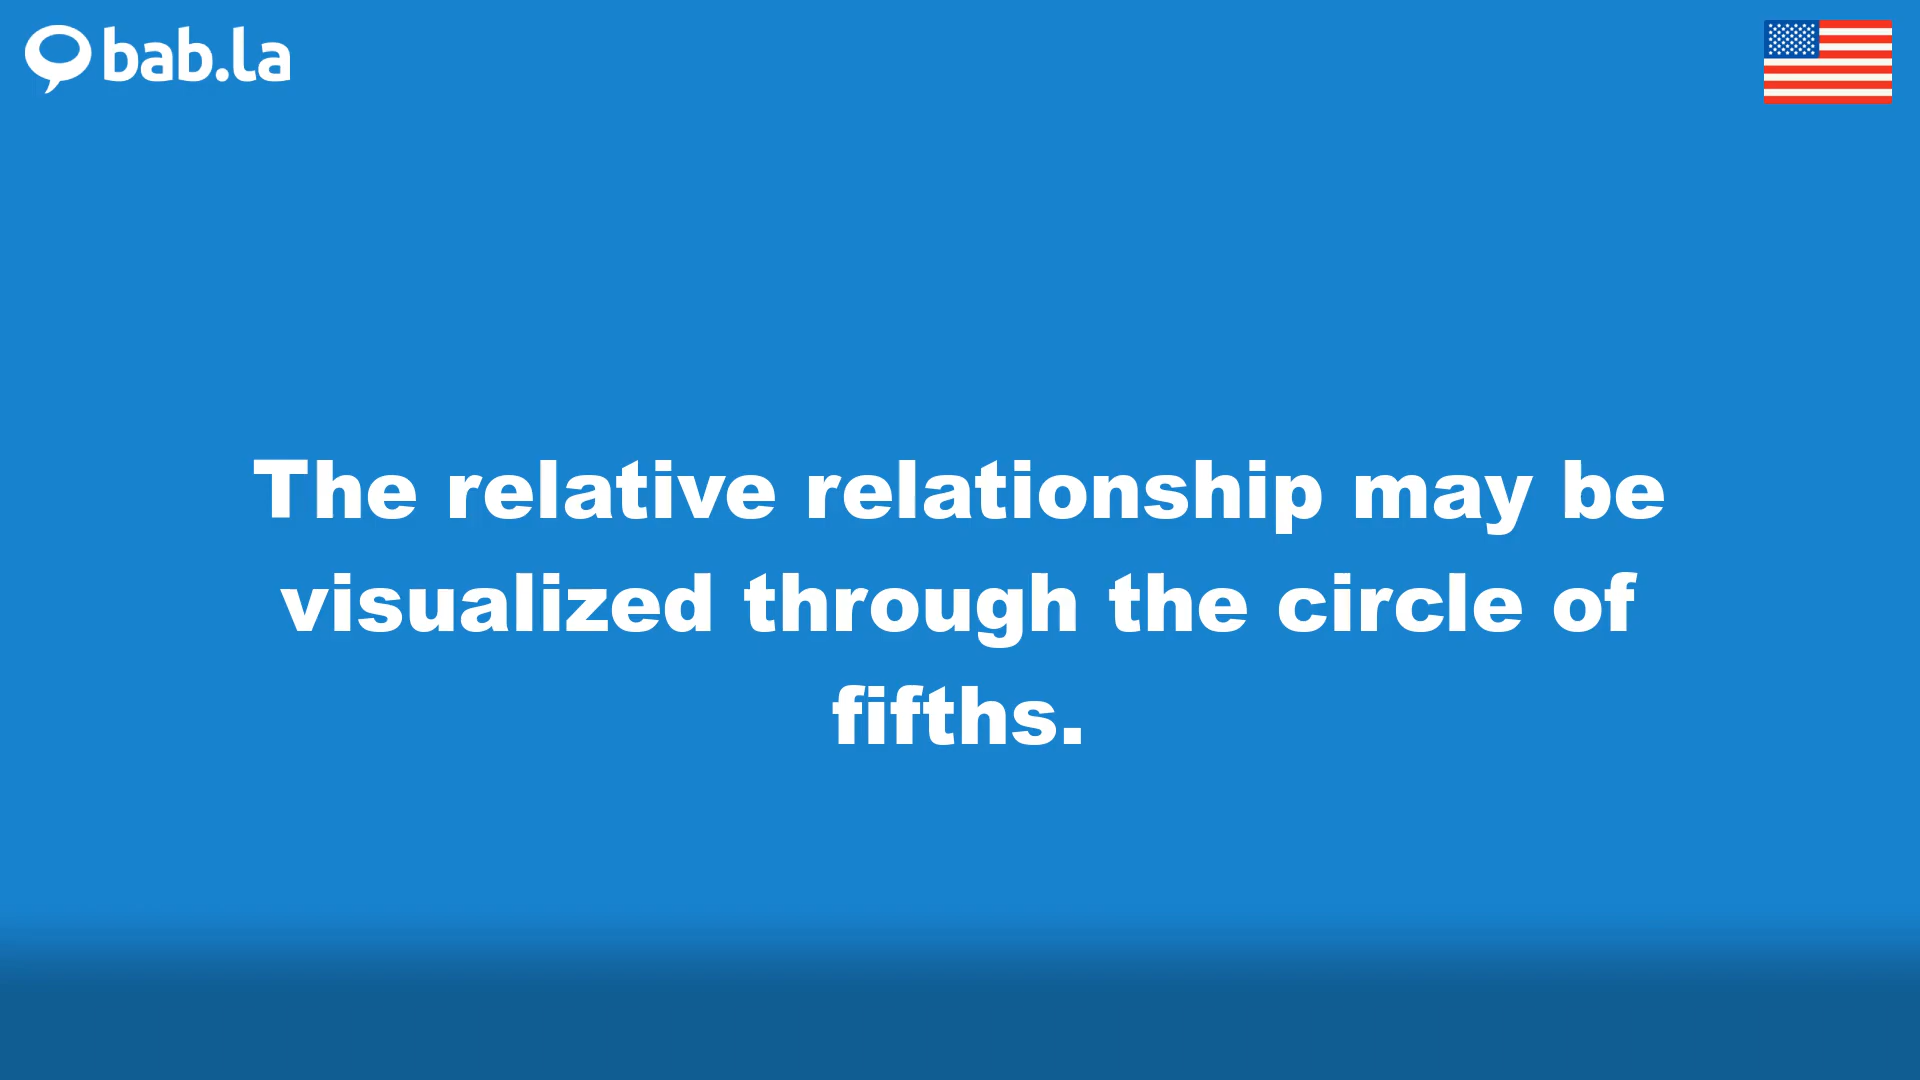 bab.la
The relative relationship may be
visualized through the circle of
fifths.